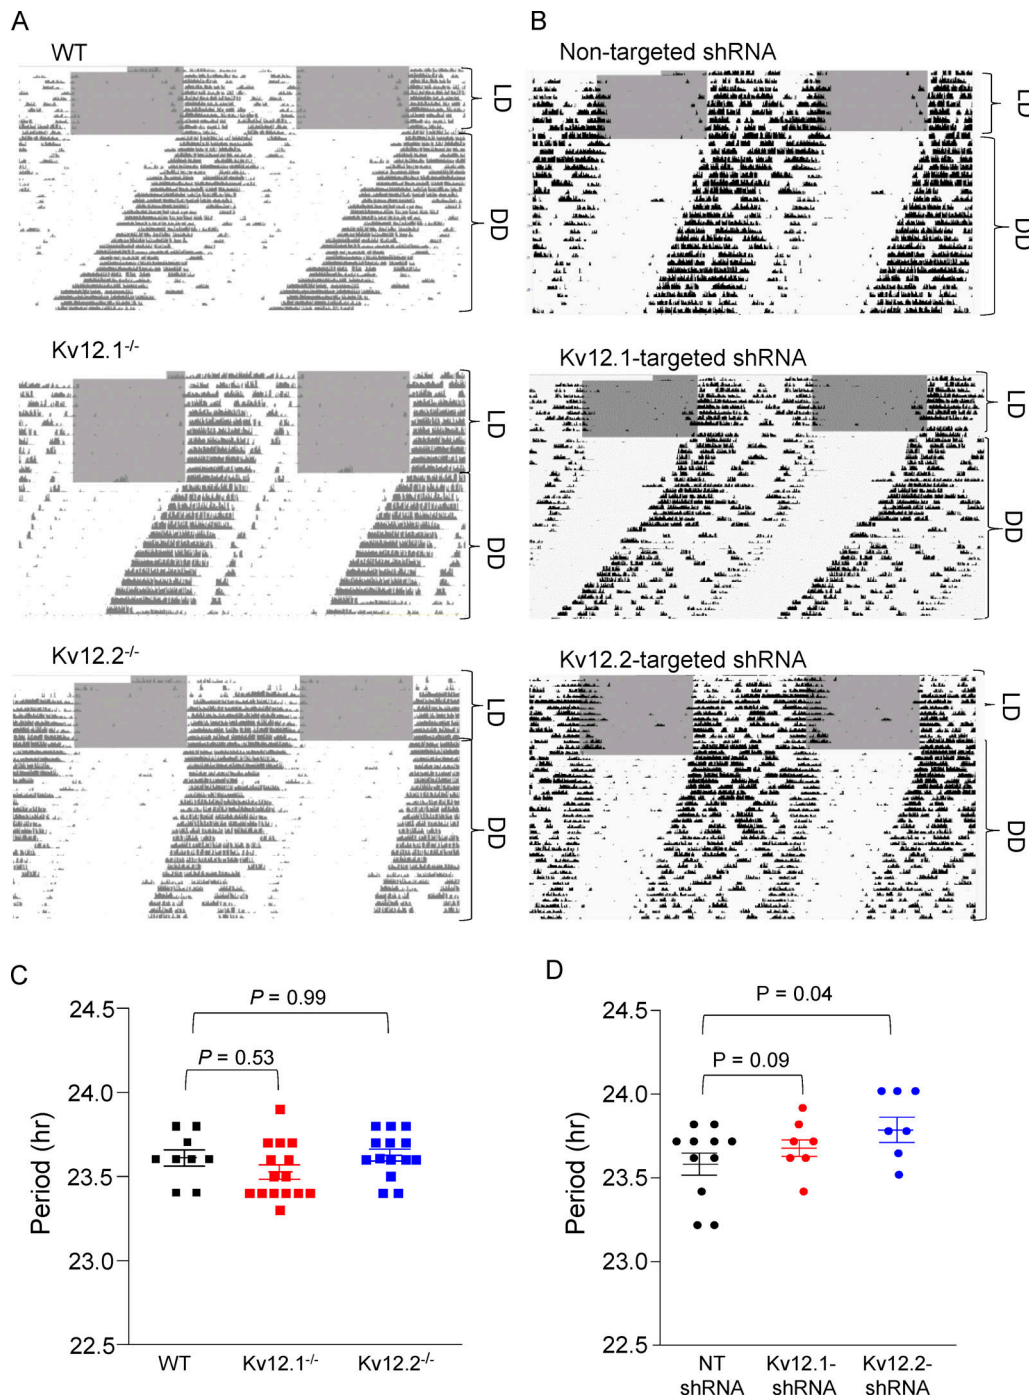 A
WT
LD
DD
Kv12.1-/-
LD
DD
Kv12.2-/-
LD
DD
B
Non-targeted shRNA
LD
DD
Kv12.1-targeted shRNA
LD
DD
Kv12.2-targeted shRNA
LD
DD
C
Period (hr)
24.5
24.0
23.5
23.0
22.5
P = 0.99
P = 0.53
WT
Kv12.1-/-
Kv12.2-/-
D
Period (hr)
24.5
24.0
23.5
23.0
22.5
P = 0.04
P = 0.09
NT
shRNA
Kv12.1-
shRNA
Kv12.2-
shRNA